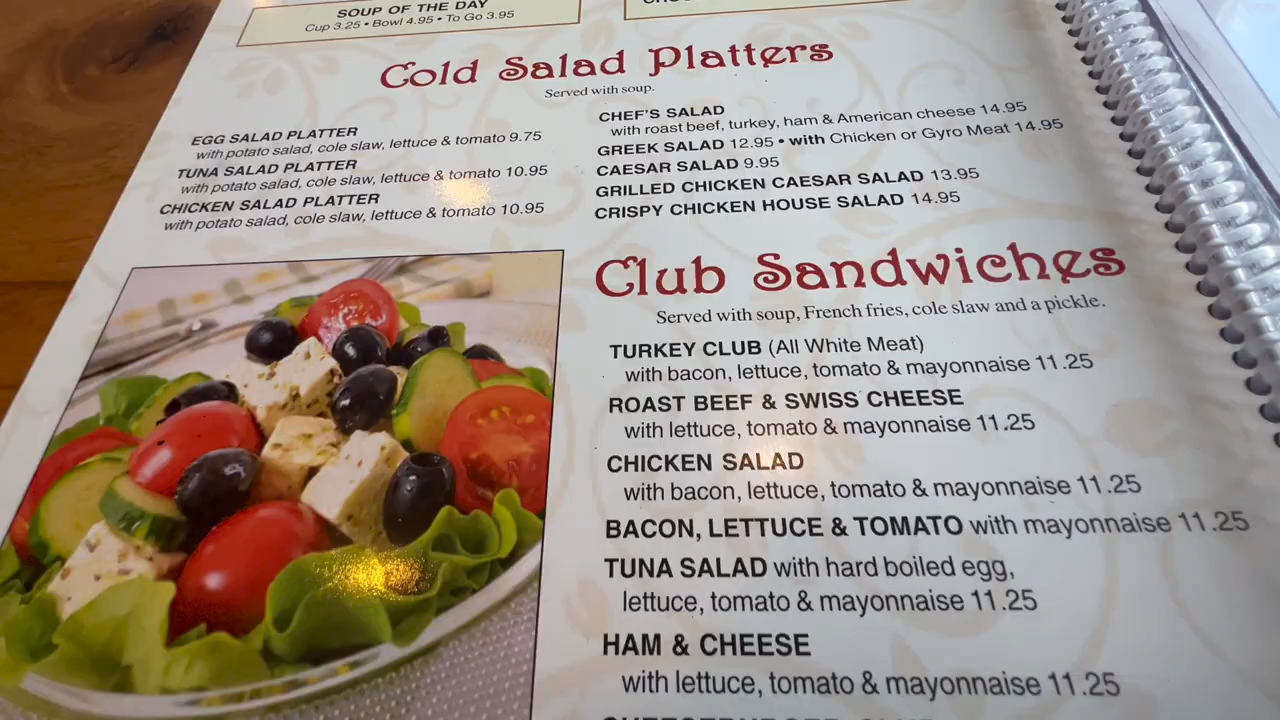 SOUP OF THE DAY
Cup 3.25 • Bowl 4.95 • To Go 3.95
Cold Salad Platters
Served with soup.
EGG SALAD PLATTER
with potato salad, cole slaw, lettuce & tomato 9.75
TUNA SALAD PLATTER
with potato salad, cole slaw, lettuce & tomato 10.95
CHICKEN SALAD PLATTER
with potato salad, cole slaw, lettuce & tomato 10.95
CHEF'S SALAD
with roast beef, turkey, ham & American cheese 14.95
GREEK SALAD 12.95 • with Chicken or Gyro Meat 14.95
CAESAR SALAD 9.95
GRILLED CHICKEN CAESAR SALAD 13.95
CRISPY CHICKEN HOUSE SALAD 14.95
Club Sandwiches
Served with soup, French fries, cole slaw and a pickle.
TURKEY CLUB (All White Meat)
with bacon, lettuce, tomato & mayonnaise 11.25
ROAST BEEF & SWISS CHEESE
with lettuce, tomato & mayonnaise 11.25
CHICKEN SALAD
with bacon, lettuce, tomato & mayonnaise 11.25
BACON, LETTUCE & TOMATO with mayonnaise 11.25
TUNA SALAD with hard boiled egg,
lettuce, tomato & mayonnaise 11.25
HAM & CHEESE
with lettuce, tomato & mayonnaise 11.25